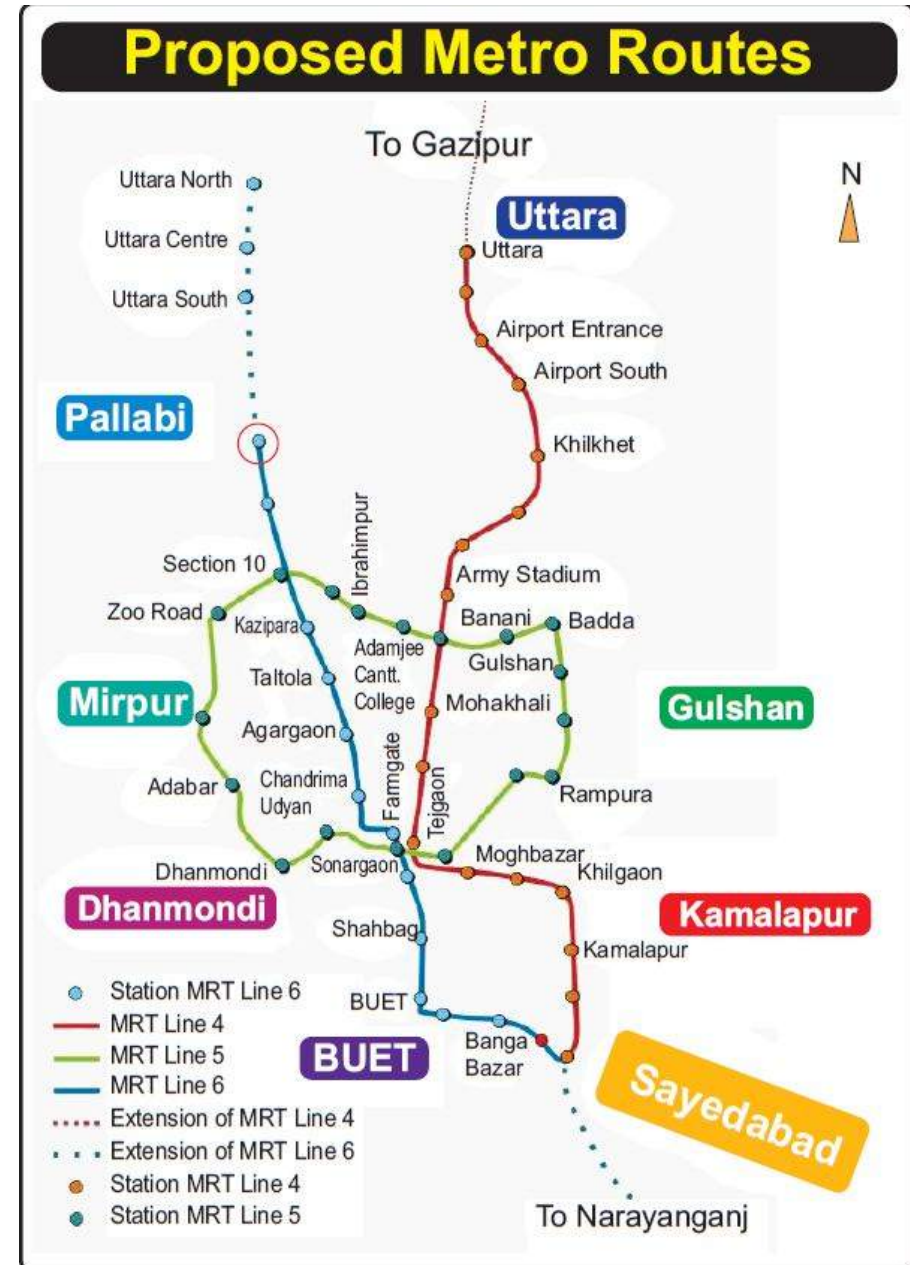 Proposed Metro Routes
To Gazipur
N
Uttara North
Uttara
Uttara Centre
Uttara
Uttara South
Airport Entrance
Airport South
Pallabi
Khilkhet
Ibrahimpur
Section 10
Army Stadium
Zoo Road
Kazipara
Banani
Badda
Adamjee
Cantt.
College
Gulshan
Taltola
Mirpur
Mohakhali
Gulshan
Agargaon
Farmgate
Tejgaon
Adabar
Chandrima
Udyan
Rampura
Dhanmondi
Sonargaon
Moghbazar
Khilgaon
Dhanmondi
Kamalapur
Shahbag
Kamalapur
BUET
Banga
Bazar
BUET
Sayedabad
Station MRT Line 6
MRT Line 4
MRT Line 5
MRT Line 6
Extension of MRT Line 4
Extension of MRT Line 6
Station MRT Line 4
Station MRT Line 5
To Narayanganj